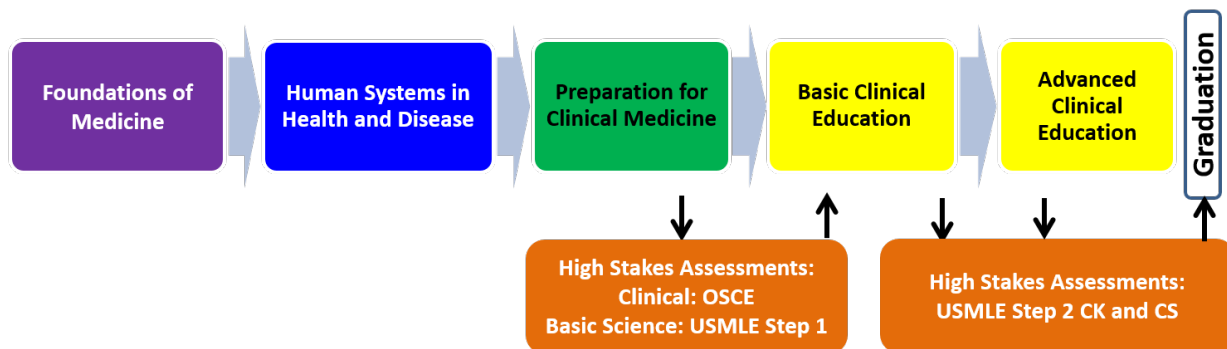 Foundations of
Medicine
Human Systems in
Health and Disease
Preparation for
Clinical Medicine
Basic Clinical
Education
Advanced
Clinical
Education
Graduation
High Stakes Assessments:
Clinical: OSCE
Basic Science: USMLE Step 1
High Stakes Assessments:
USMLE Step 2 CK and CS